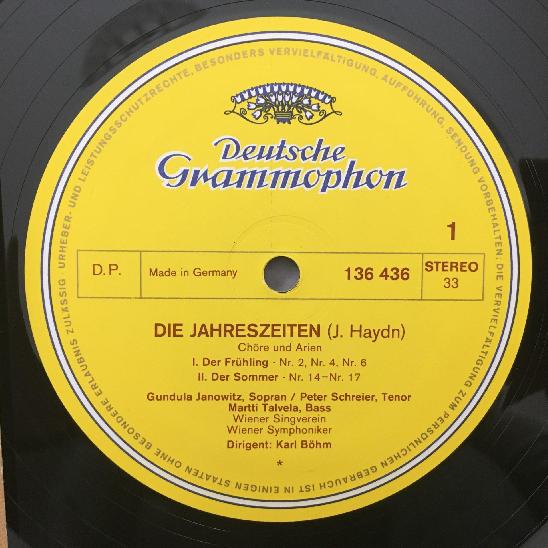 Deutsche
Grammophon
1
D.P.
Made in Germany
136 436
STEREO
33
DIE JAHRESZEITEN (J. Haydn)
Chöre und Arien
I. Der Frühling - Nr. 2, Nr. 4, Nr. 6
II. Der Sommer - Nr. 14–Nr. 17
Gundula Janowitz, Sopran / Peter Schreier, Tenor
Martti Talvela, Bass
Wiener Singverein
Wiener Symphoniker
Dirigent: Karl Böhm
*
URHEBER- UND LEISTUNGSSCHUTZRECHTE, BESONDERS VERVIELFÄLTIGUNG, AUFFÜHRUNG, SENDUNG VORBEHALTEN. DIE VERVIELFÄLTIGUNG ZUM PERSÖNLICHEN GEBRAUCH IST IN EINIGEN STAATEN OHNE BESONDERE ERLAUBNIS ZULÄSSIG ·